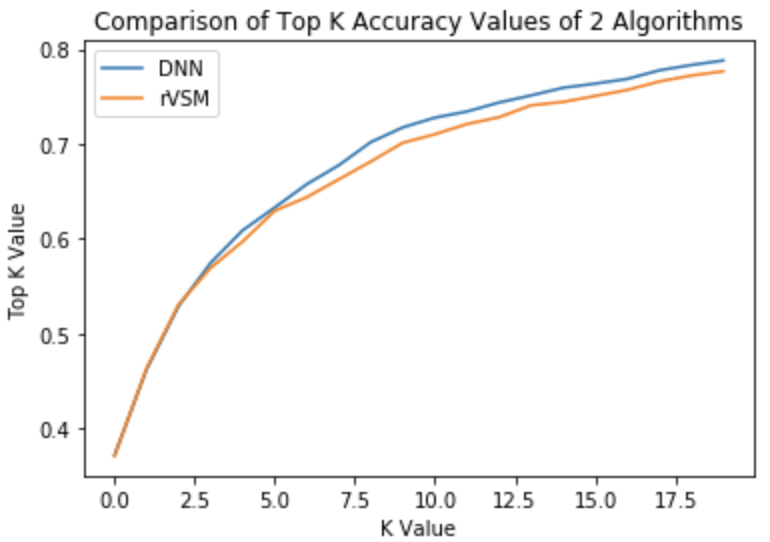 Comparison of Top K Accuracy Values of 2 Algorithms
DNN
rVSM
0.8
0.7
0.6
0.5
0.4
Top K Value
0.0 2.5 5.0 7.5 10.0 12.5 15.0 17.5
K Value